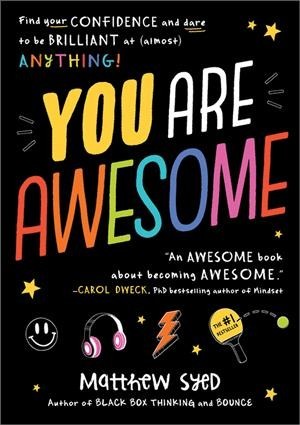 Find your CONFIDENCE and dare
to be BRILLIANT at (almost)
ANYTHING!
YOU ARE
AWESOME
"An AWESOME book
about becoming AWESOME."
–CAROL DWECK, PhD bestselling author of Mindset
THE
#1
BESTSELLER
Matthew Syed
Author of BLACK BOX THINKING and BOUNCE